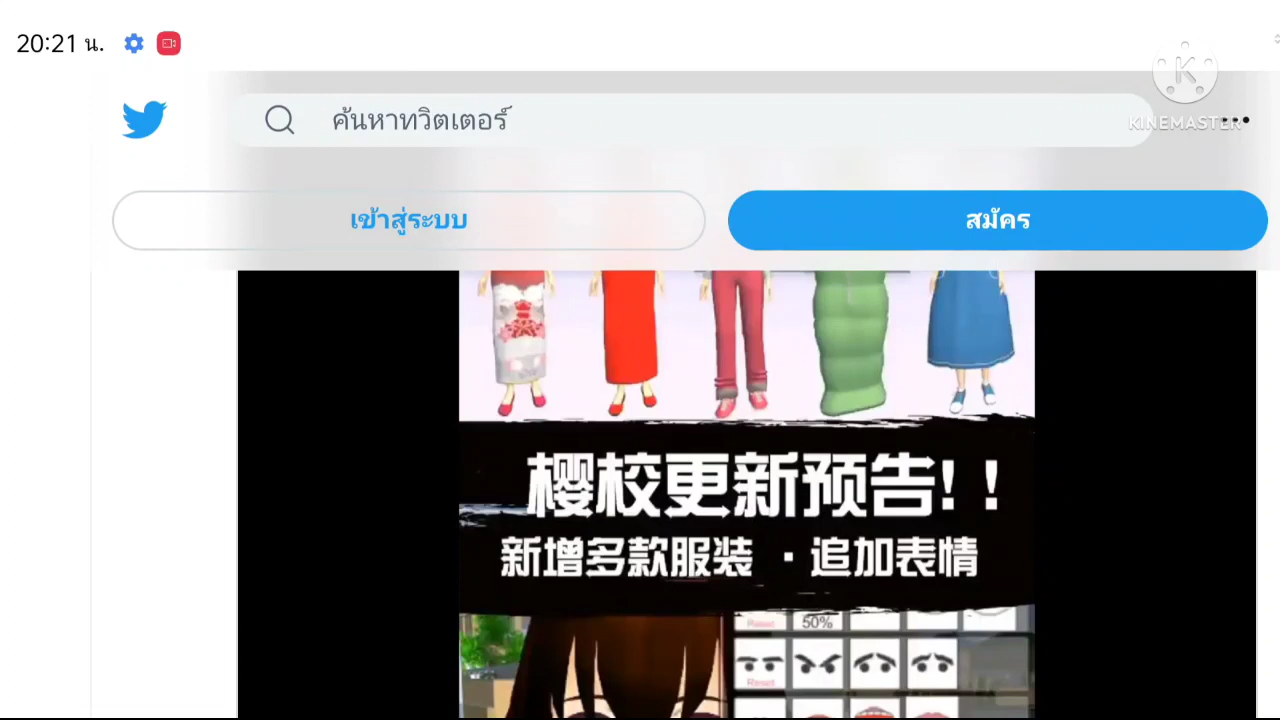 20:21 น.
ค้นหาทวิตเตอร์
KINEMASTER
เข้าสู่ระบบ
สมัคร
樱校更新预告!!
新增多款服装 · 追加表情
Reset 50%
Reset